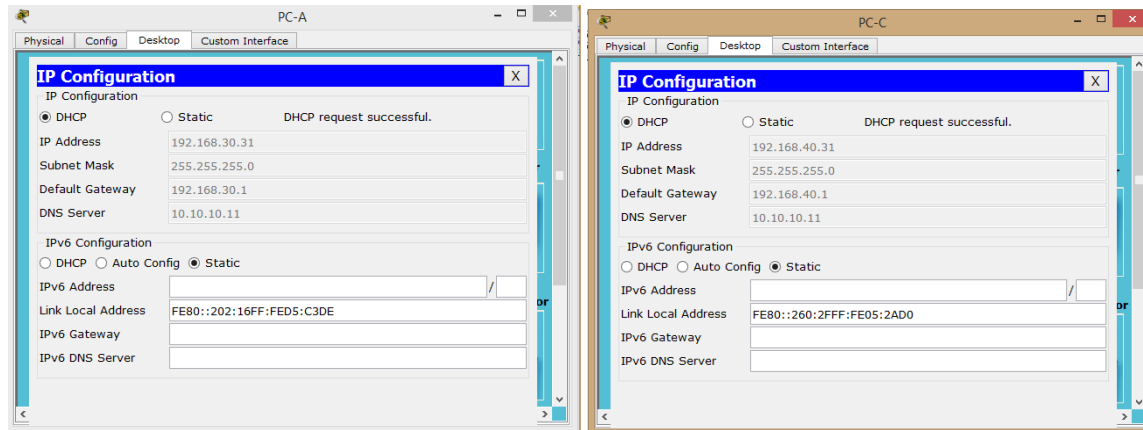 PC-A
Physical Config Desktop Custom Interface
IP Configuration X
IP Configuration
DHCP Static DHCP request successful.
IP Address 192.168.30.31
Subnet Mask 255.255.255.0
Default Gateway 192.168.30.1
DNS Server 10.10.10.11
IPv6 Configuration
DHCP Auto Config Static
IPv6 Address /
Link Local Address FE80::202:16FF:FED5:C3DE
IPv6 Gateway
IPv6 DNS Server
or
PC-C
Physical Config Desktop Custom Interface
IP Configuration X
IP Configuration
DHCP Static DHCP request successful.
IP Address 192.168.40.31
Subnet Mask 255.255.255.0
Default Gateway 192.168.40.1
DNS Server 10.10.10.11
IPv6 Configuration
DHCP Auto Config Static
IPv6 Address /
Link Local Address FE80::260:2FFF:FE05:2AD0
IPv6 Gateway
IPv6 DNS Server
or